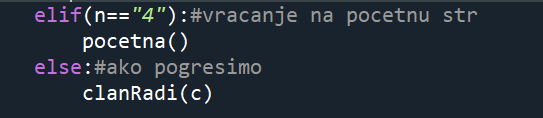 elif(n=="4"):#vracanje na pocetnu str
    pocetna()
else:#ako pogresimo
    clanRadi(c)